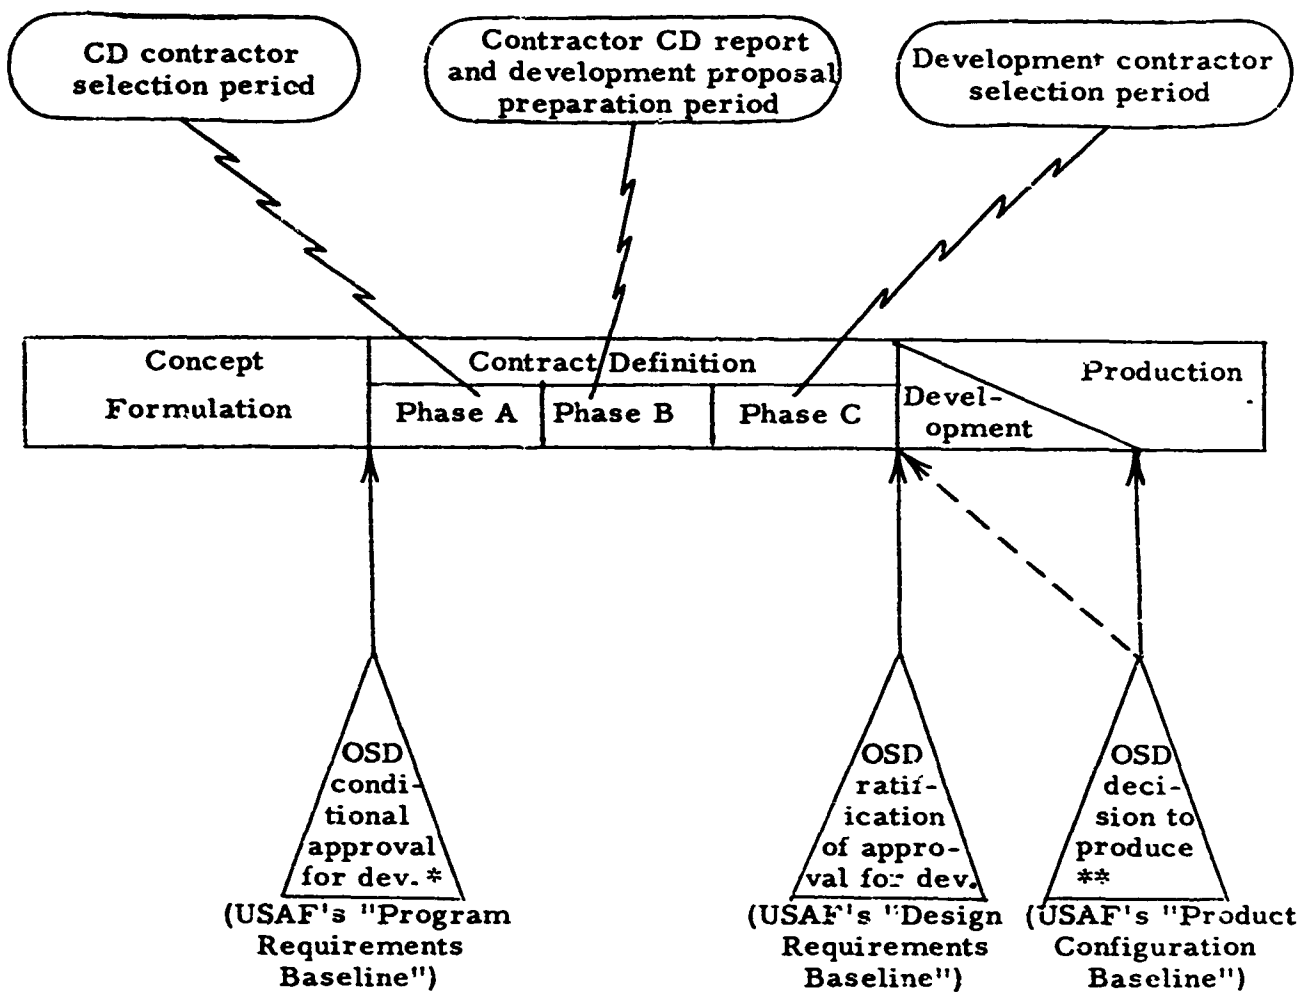 CD contractor
selection period
Contractor CD report
and development proposal
preparation period
Development contractor
selection period
Concept
Formulation
Contract Definition
Phase A
Phase B
Phase C
Devel-
opment
Production
OSD
condi-
tional
approval
for dev. *
(USAF's "Program
Requirements
Baseline")
OSD
ratif-
ication
of appro-
val for dev.
(USAF's "Design
Requirements
Baseline")
OSD
deci-
sion to
produce
**
(USAF's "Product
Configuration
Baseline")